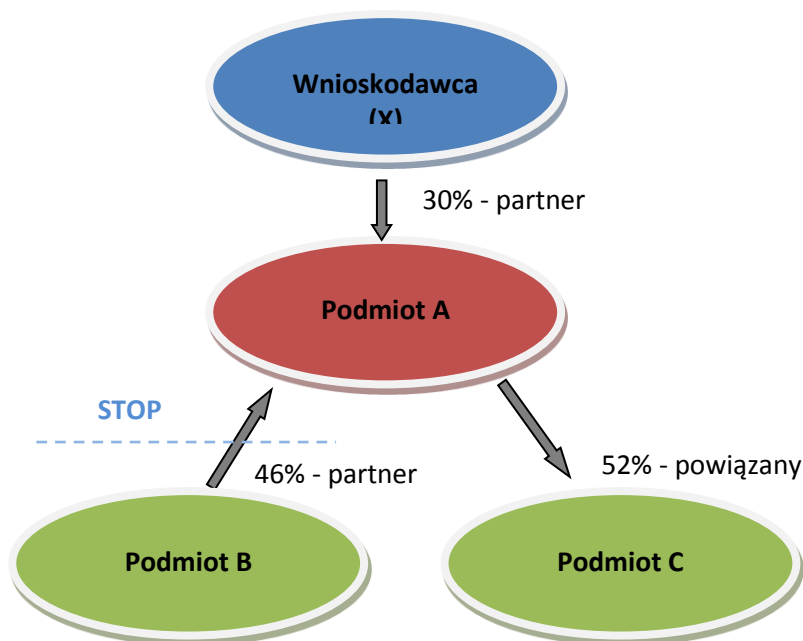 Wnioskodawca
(x)
30% - partner
Podmiot A
STOP
46% - partner
52% - powiązany
Podmiot B
Podmiot C